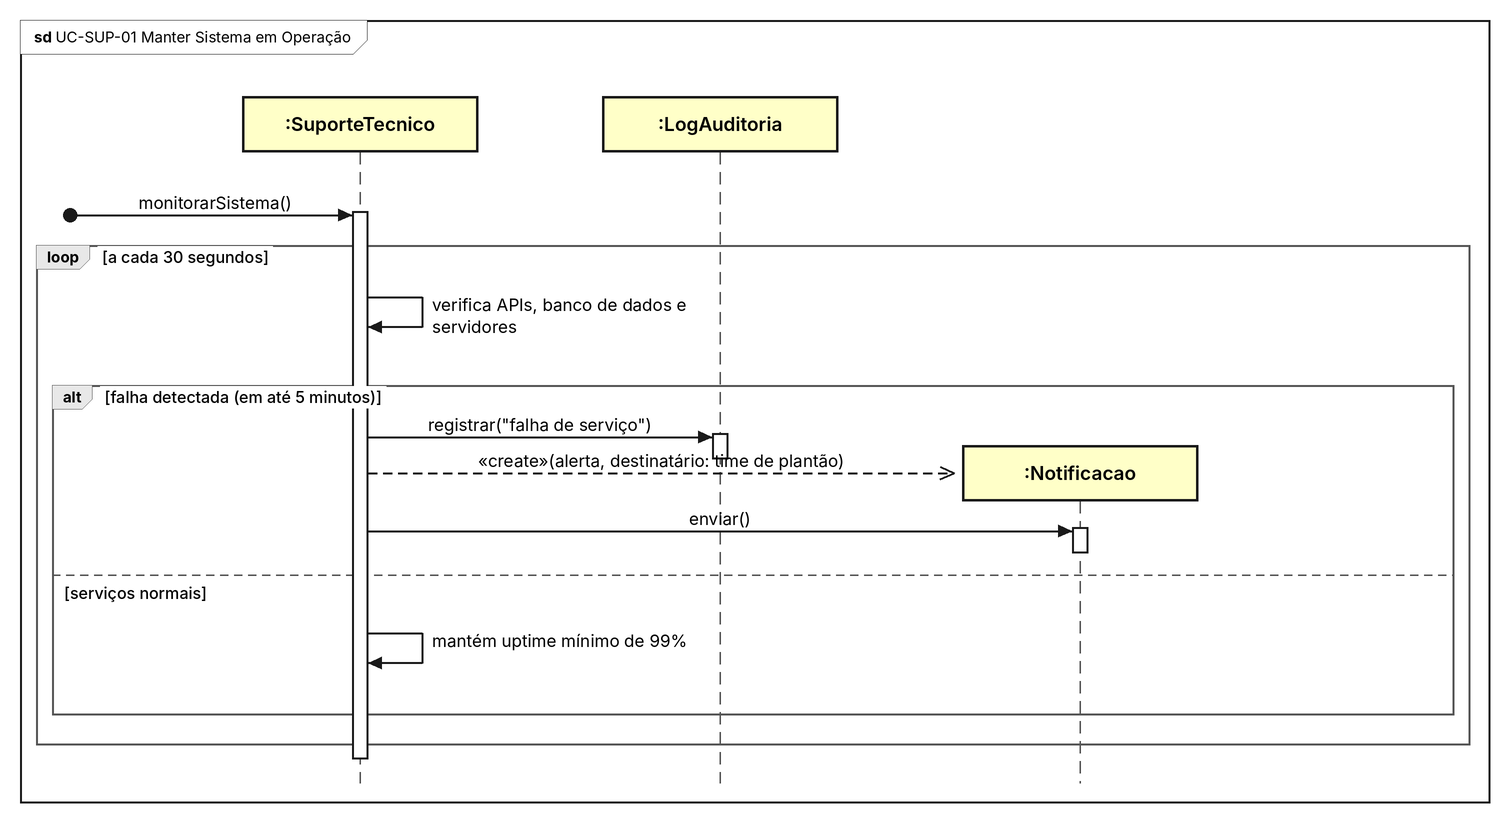 sd UC-SUP-01 Manter Sistema em Operação
:SuporteTecnico
:LogAuditoria
monitorarSistema()
loop
[a cada 30 segundos]
verifica APIs, banco de dados e
servidores
alt
[falha detectada (em até 5 minutos)]
registrar("falha de serviço")
«create»(alerta, destinatário: time de plantão)
:Notificacao
enviar()
[serviços normais]
mantém uptime mínimo de 99%